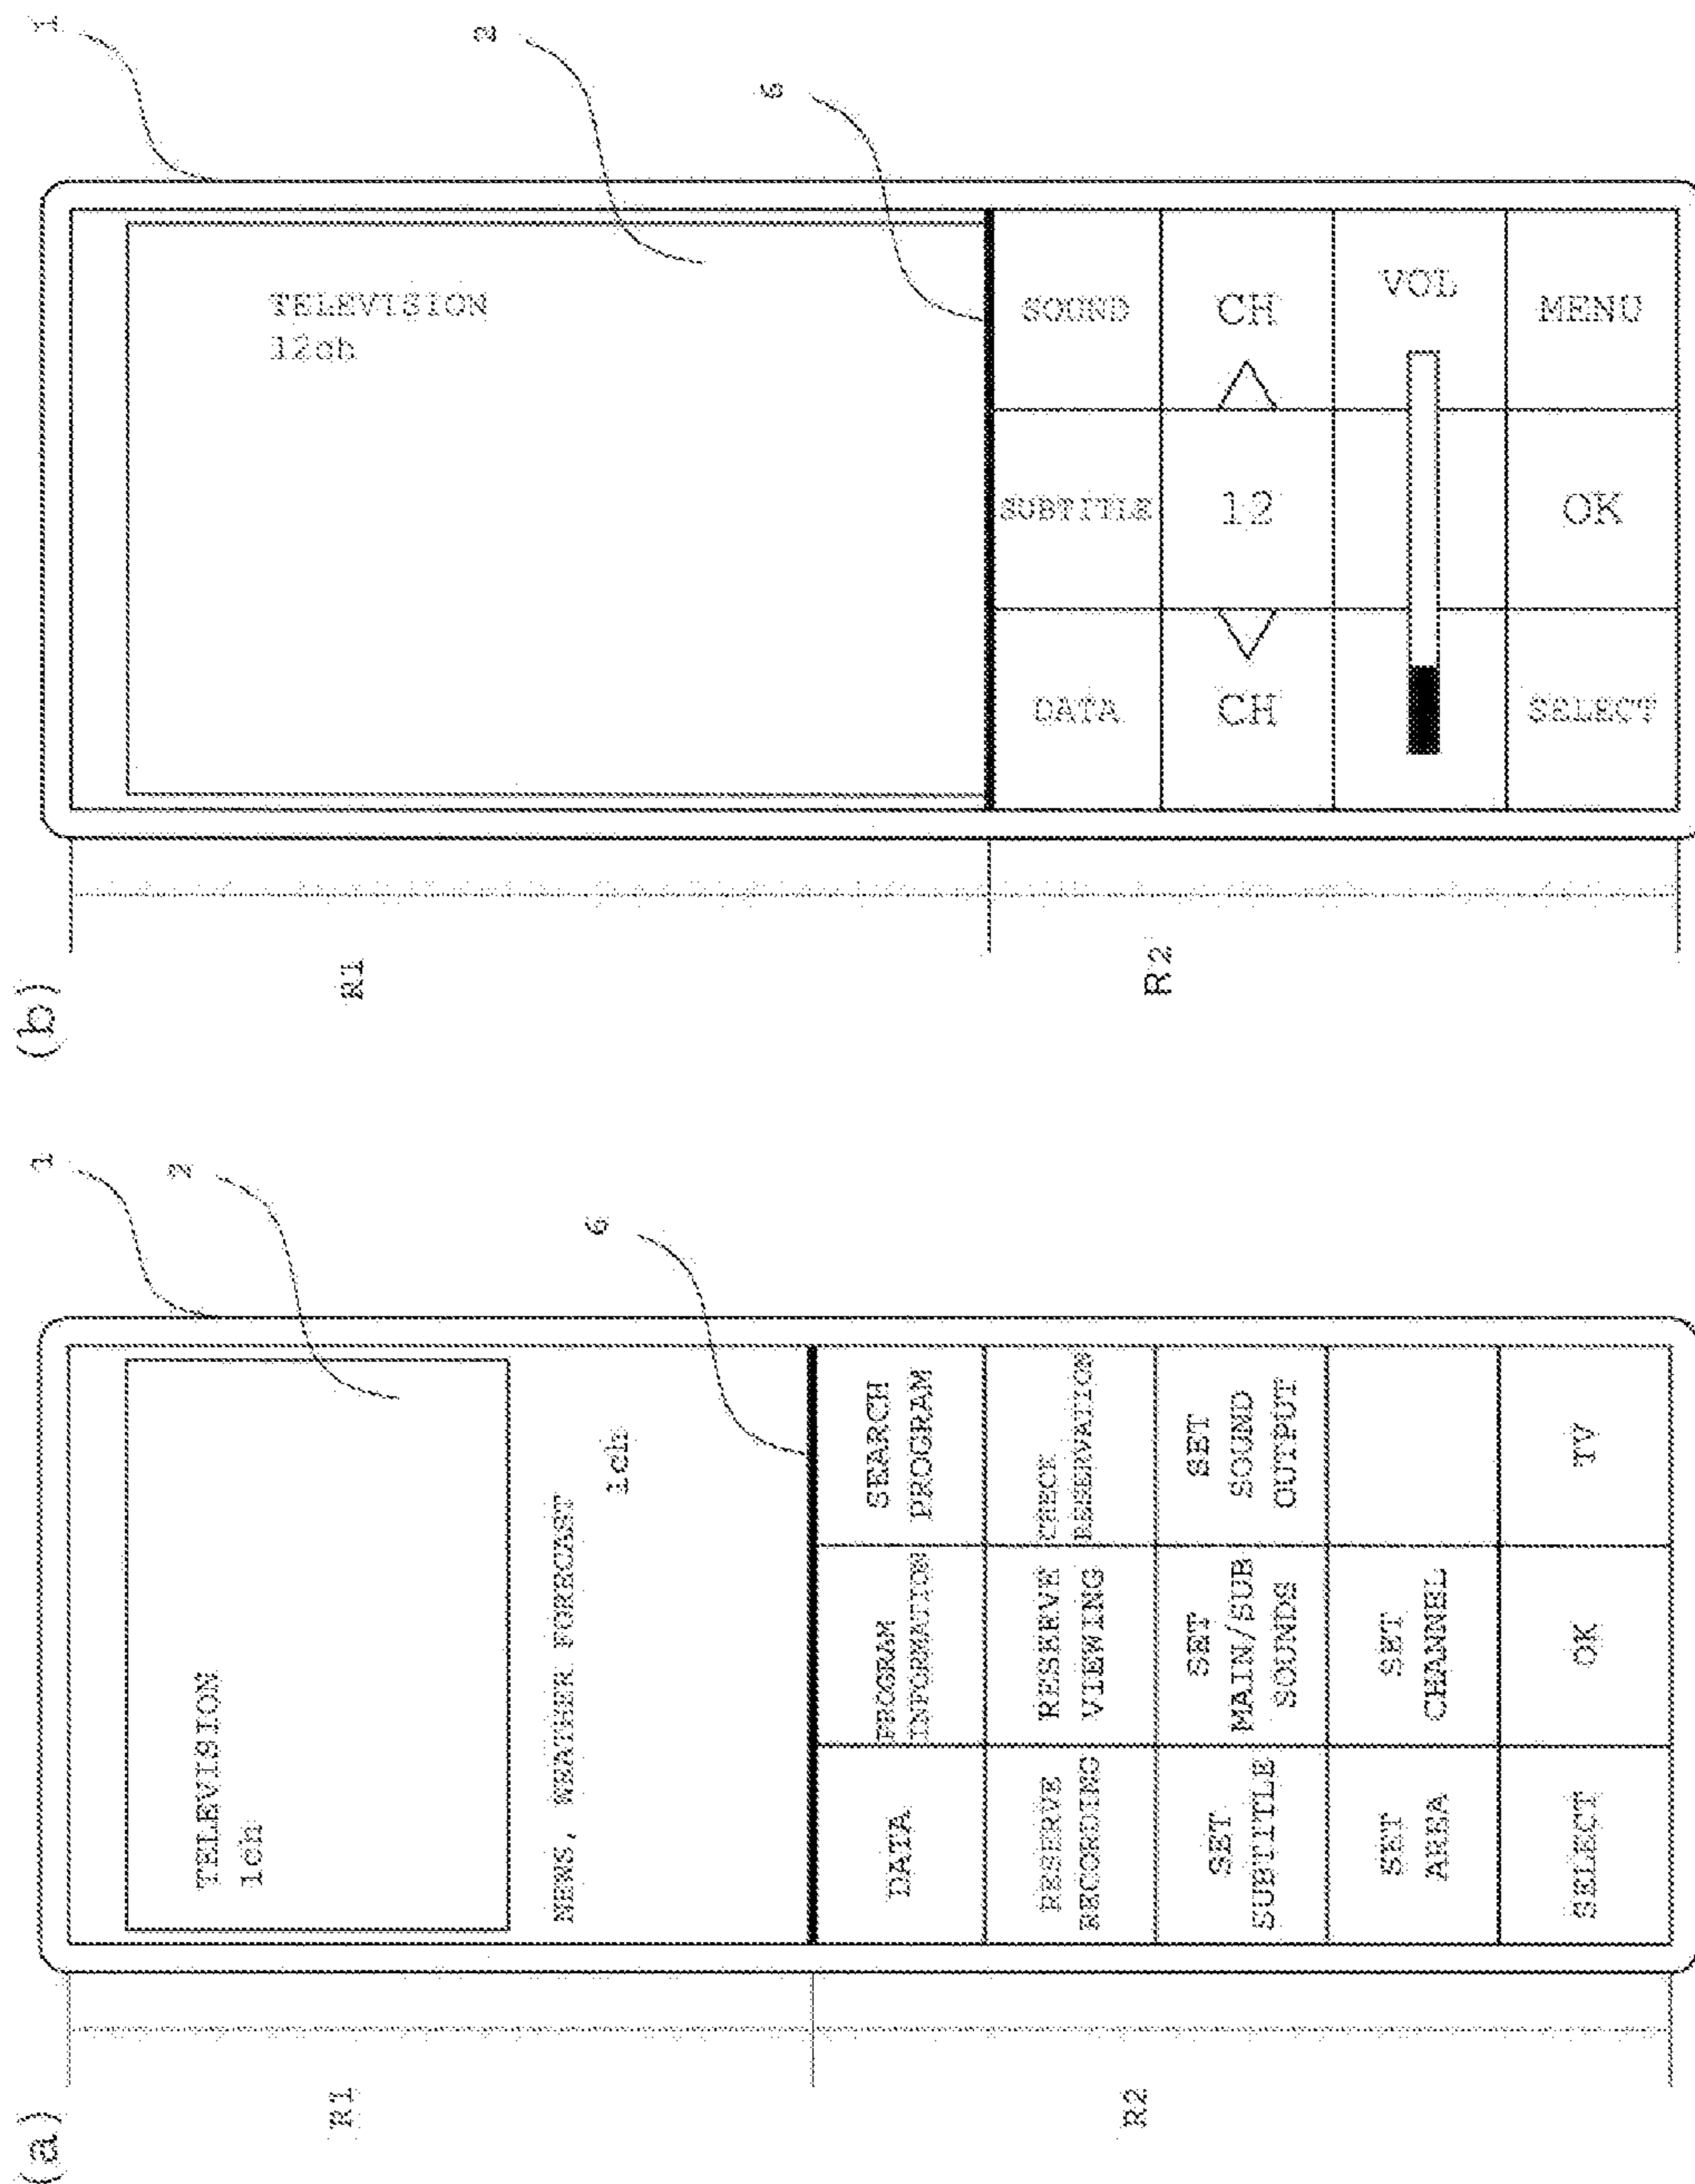 (a)
1
2
6
R1
R2
TELEVISION
1ch
NEWS, WEATHER FORECAST
1ch
DATA
PROGRAM
INFORMATION
SEARCH
PROGRAM
RESERVE
RECORDING
RESERVE
VIEWING
CHECK
RESERVATION
SET
SUBTITLE
SET
MAIN/SUB
SOUNDS
SET
SOUND
OUTPUT
SET
AREA
SET
CHANNEL
SELECT
OK
TV
(b)
1
2
6
R1
R2
TELEVISION
12ch
DATA
SUBTITLE
SOUND
CH
12
CH
VOL
SELECT
OK
MENU